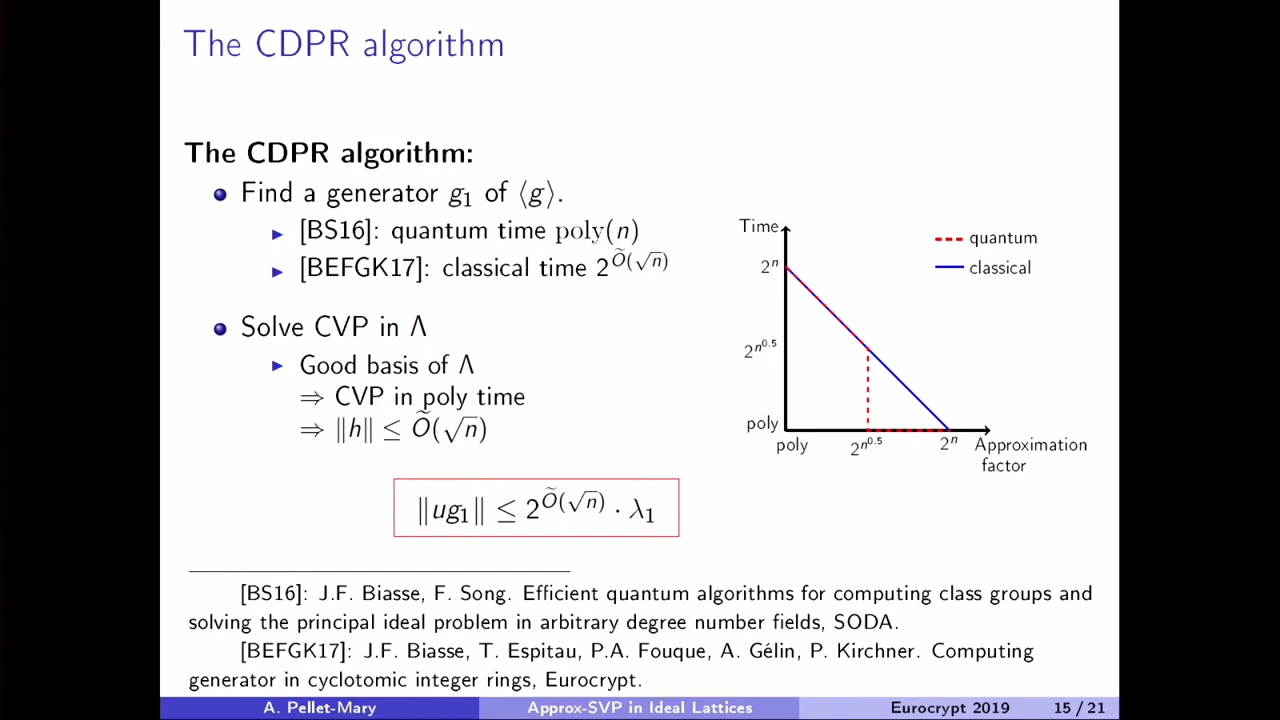 The CDPR algorithm
The CDPR algorithm:
Find a generator g₁ of ⟨g⟩.
[BS16]: quantum time poly(n)
[BEFGK17]: classical time 2^Õ(√n)
Solve CVP in Λ
Good basis of Λ
⇒ CVP in poly time
⇒ ‖h‖ ≤ Õ(√n)
‖ug₁‖ ≤ 2^Õ(√n) · λ₁
Time
quantum
classical
2^n
2^n^0.5
poly
poly
2^n^0.5
2^n
Approximation
factor
[BS16]: J.F. Biasse, F. Song. Efficient quantum algorithms for computing class groups and
solving the principal ideal problem in arbitrary degree number fields, SODA.
[BEFGK17]: J.F. Biasse, T. Espitau, P.A. Fouque, A. Gélin, P. Kirchner. Computing
generator in cyclotomic integer rings, Eurocrypt.
A. Pellet-Mary
Approx-SVP in Ideal Lattices
Eurocrypt 2019
15 / 21